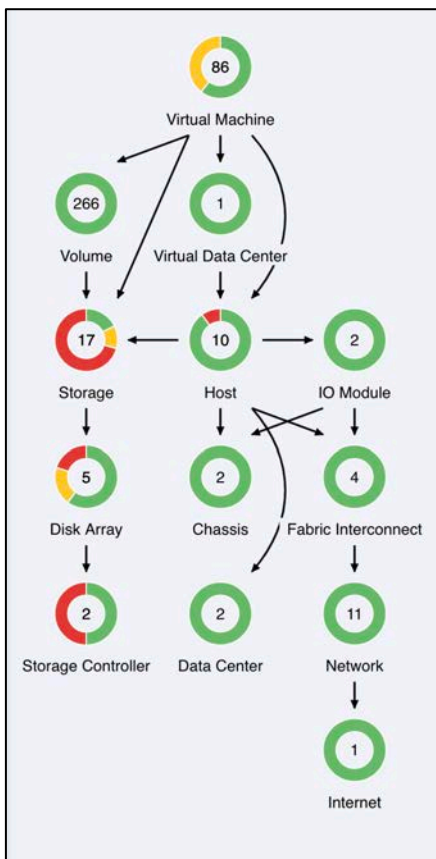 86
Virtual Machine
266
1
Volume
Virtual Data Center
17
10
2
Storage
Host
IO Module
5
2
4
Disk Array
Chassis
Fabric Interconnect
2
2
11
Storage Controller
Data Center
Network
1
Internet